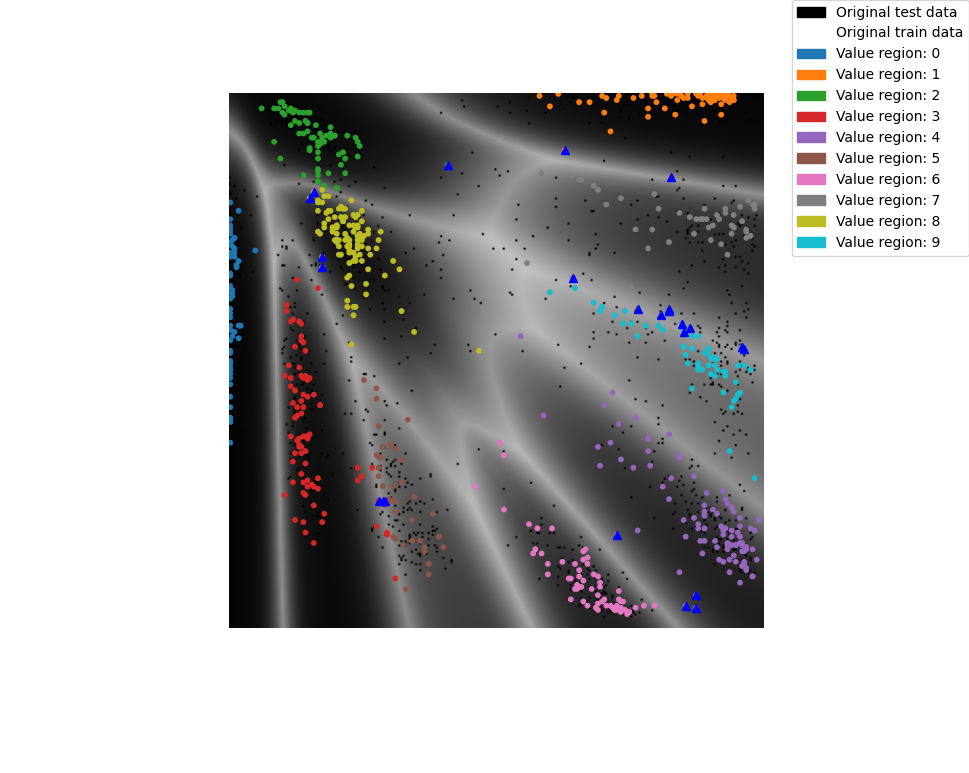 Original test data
Original train data
Value region: 0
Value region: 1
Value region: 2
Value region: 3
Value region: 4
Value region: 5
Value region: 6
Value region: 7
Value region: 8
Value region: 9